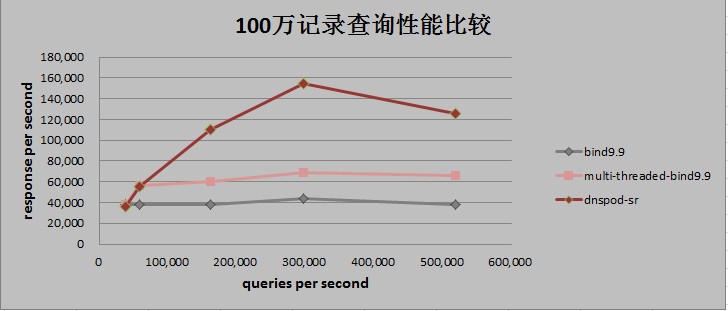 100万记录查询性能比较
response per second
180,000
160,000
140,000
120,000
100,000
80,000
60,000
40,000
20,000
0
0 100,000 200,000 300,000 400,000 500,000 600,000
queries per second
bind9.9
multi-threaded-bind9.9
dnspod-sr